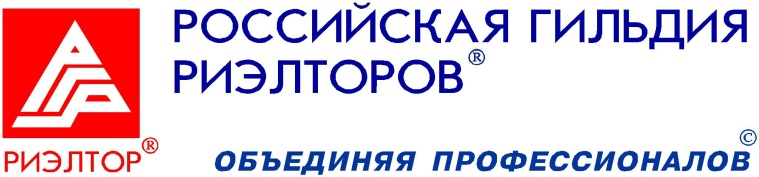 РОССИЙСКАЯ ГИЛЬДИЯ
РИЭЛТОРОВ®
РИЭЛТОР®
ОБЪЕДИНЯЯ ПРОФЕССИОНАЛОВ©